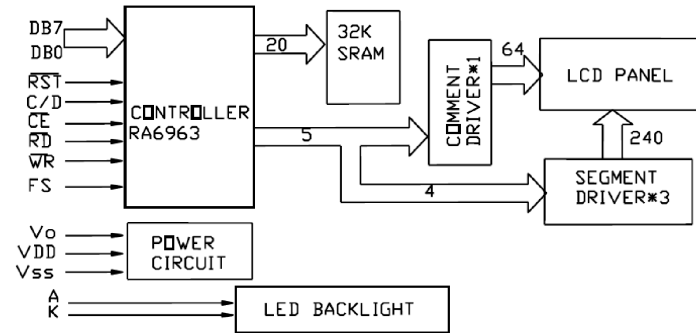 DB7
DB0
RST
C/D
CE
RD
WR
FS
CONTROLLER
RA6963
20
32K
SRAM
5
4
COMMENT
DRIVER*1
64
LCD PANEL
240
SEGMENT
DRIVER*3
Vo
VDD
Vss
POWER
CIRCUIT
A
K
LED BACKLIGHT